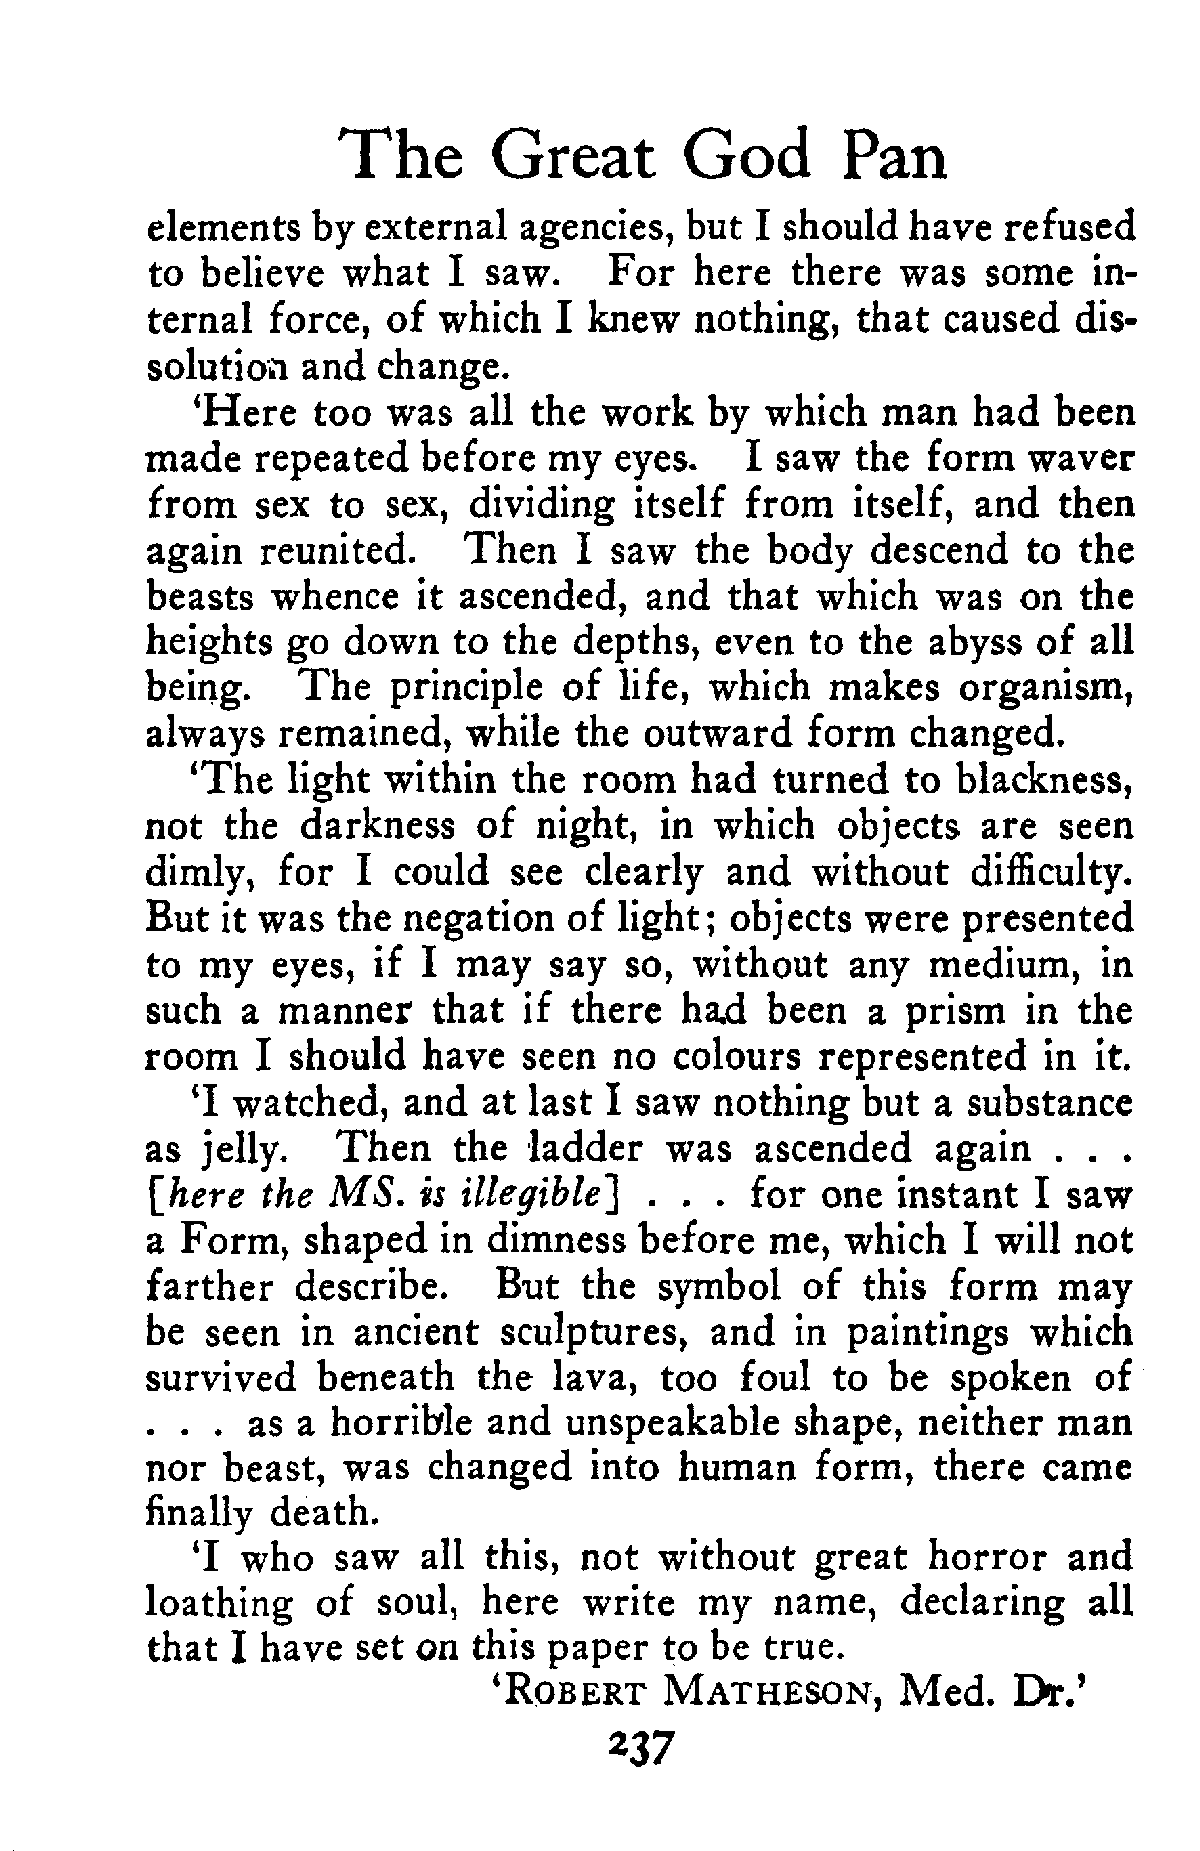 The Great God Pan
elements by external agencies, but I should have refused
to believe what I saw. For here there was some in-
ternal force, of which I knew nothing, that caused dis-
solution and change.
‘Here too was all the work by which man had been
made repeated before my eyes. I saw the form waver
from sex to sex, dividing itself from itself, and then
again reunited. Then I saw the body descend to the
beasts whence it ascended, and that which was on the
heights go down to the depths, even to the abyss of all
being. The principle of life, which makes organism,
always remained, while the outward form changed.
‘The light within the room had turned to blackness,
not the darkness of night, in which objects are seen
dimly, for I could see clearly and without difficulty.
But it was the negation of light; objects were presented
to my eyes, if I may say so, without any medium, in
such a manner that if there had been a prism in the
room I should have seen no colours represented in it.
‘I watched, and at last I saw nothing but a substance
as jelly. Then the ladder was ascended again . . .
[here the MS. is illegible] . . . for one instant I saw
a Form, shaped in dimness before me, which I will not
farther describe. But the symbol of this form may
be seen in ancient sculptures, and in paintings which
survived beneath the lava, too foul to be spoken of
. . . as a horrible and unspeakable shape, neither man
nor beast, was changed into human form, there came
finally death.
‘I who saw all this, not without great horror and
loathing of soul, here write my name, declaring all
that I have set on this paper to be true.
‘ROBERT MATHESON, Med. Dr.’
237